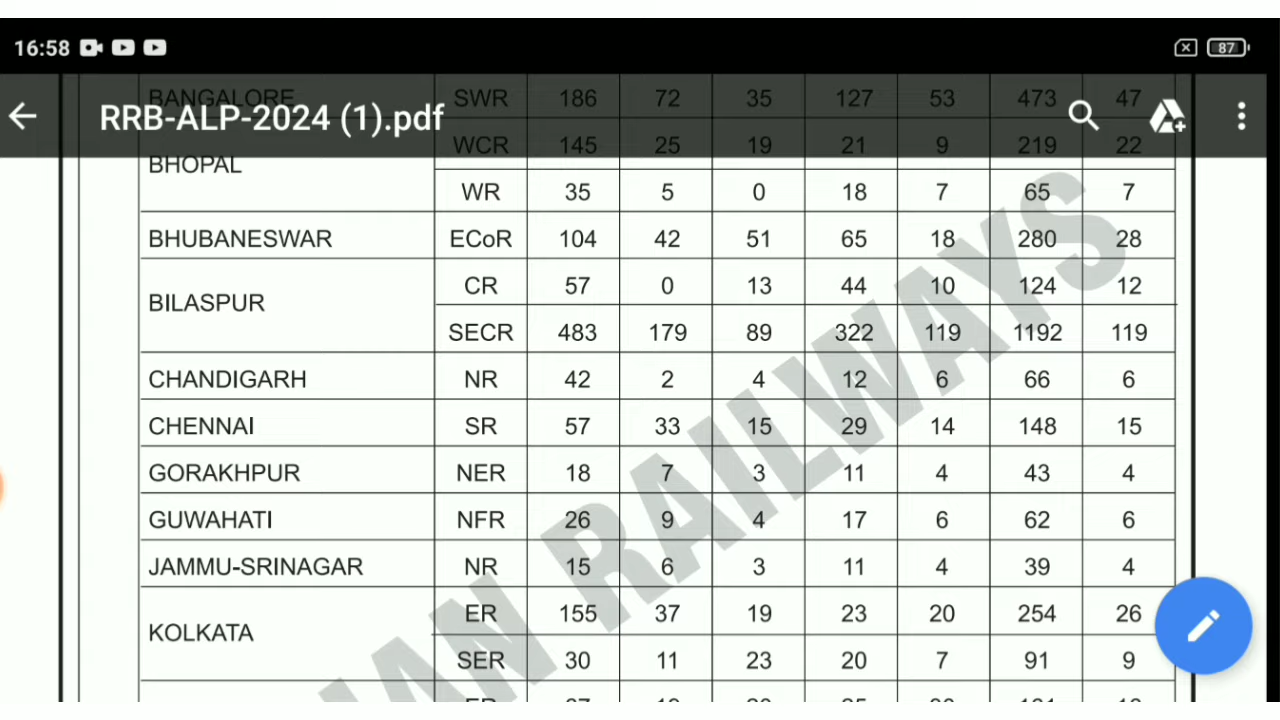 16:58 87
BANGALORE SWR 186 72 35 127 53 473 47
RRB-ALP-2024 (1).pdf
BHOPAL WCR 145 25 19 21 9 219 22
WR 35 5 0 18 7 65 7
BHUBANESWAR ECoR 104 42 51 65 18 280 28
BILASPUR CR 57 0 13 44 10 124 12
SECR 483 179 89 322 119 1192 119
CHANDIGARH NR 42 2 4 12 6 66 6
CHENNAI SR 57 33 15 29 14 148 15
GORAKHPUR NER 18 7 3 11 4 43 4
GUWAHATI NFR 26 9 4 17 6 62 6
JAMMU-SRINAGAR NR 15 6 3 11 4 39 4
KOLKATA ER 155 37 19 23 20 254 26
SER 30 11 23 20 7 91 9
RAILWAYS